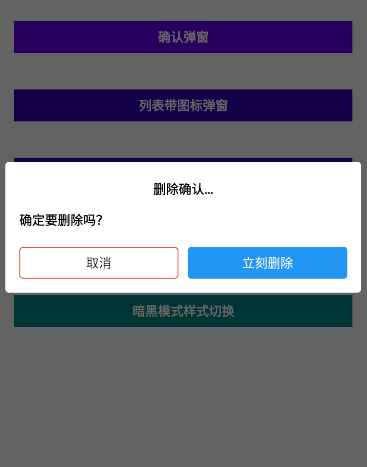 确认弹窗
列表带图标弹窗
删除确认...
确定要删除吗?
取消
立刻删除
暗黑模式样式切换